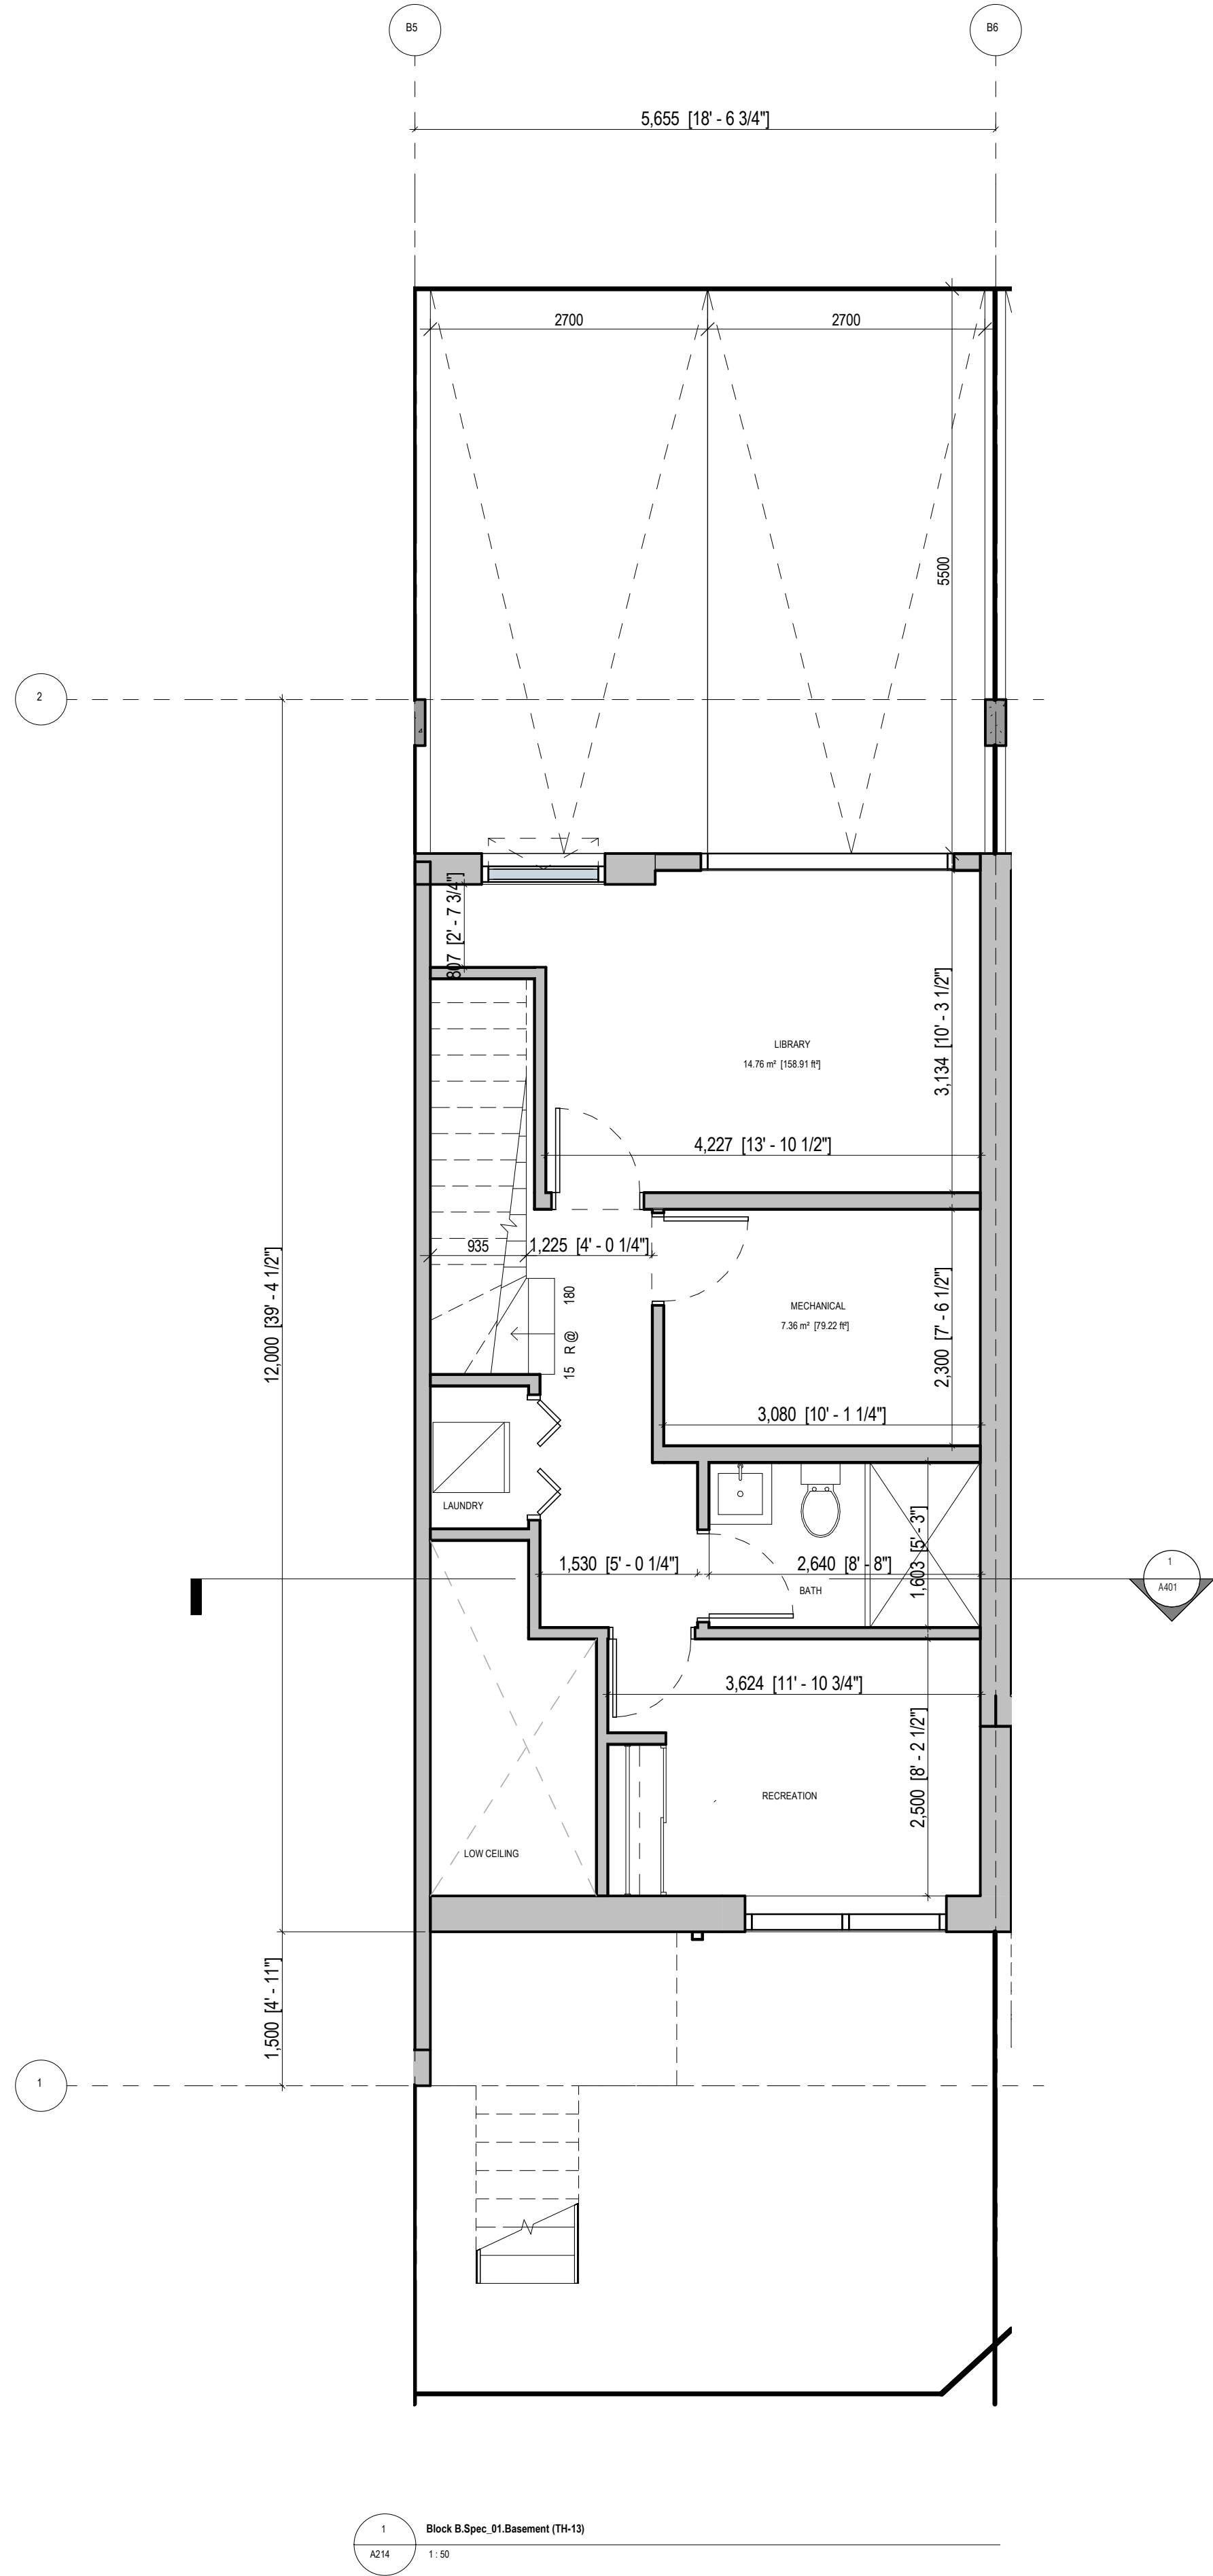 B5
B6
5,655 [18' - 6 3/4"]
2700
2700
5500
2
807 [2' - 7 3/4"]
LIBRARY
14.76 m² [158.91 ft²]
3,134 [10' - 3 1/2"]
4,227 [13' - 10 1/2"]
935
1,225 [4' - 0 1/4"]
15 R @ 180
MECHANICAL
7.36 m² [79.22 ft²]
2,300 [7' - 6 1/2"]
12,000 [39' - 4 1/2"]
3,080 [10' - 1 1/4"]
LAUNDRY
1,530 [5' - 0 1/4"]
2,640 [8' - 8"]
1,603 [5' - 3"]
BATH
1
A401
3,624 [11' - 10 3/4"]
2,500 [8' - 2 1/2"]
RECREATION
LOW CEILING
1,500 [4' - 11"]
1
1
Block B.Spec_01.Basement (TH-13)
A214
1 : 50